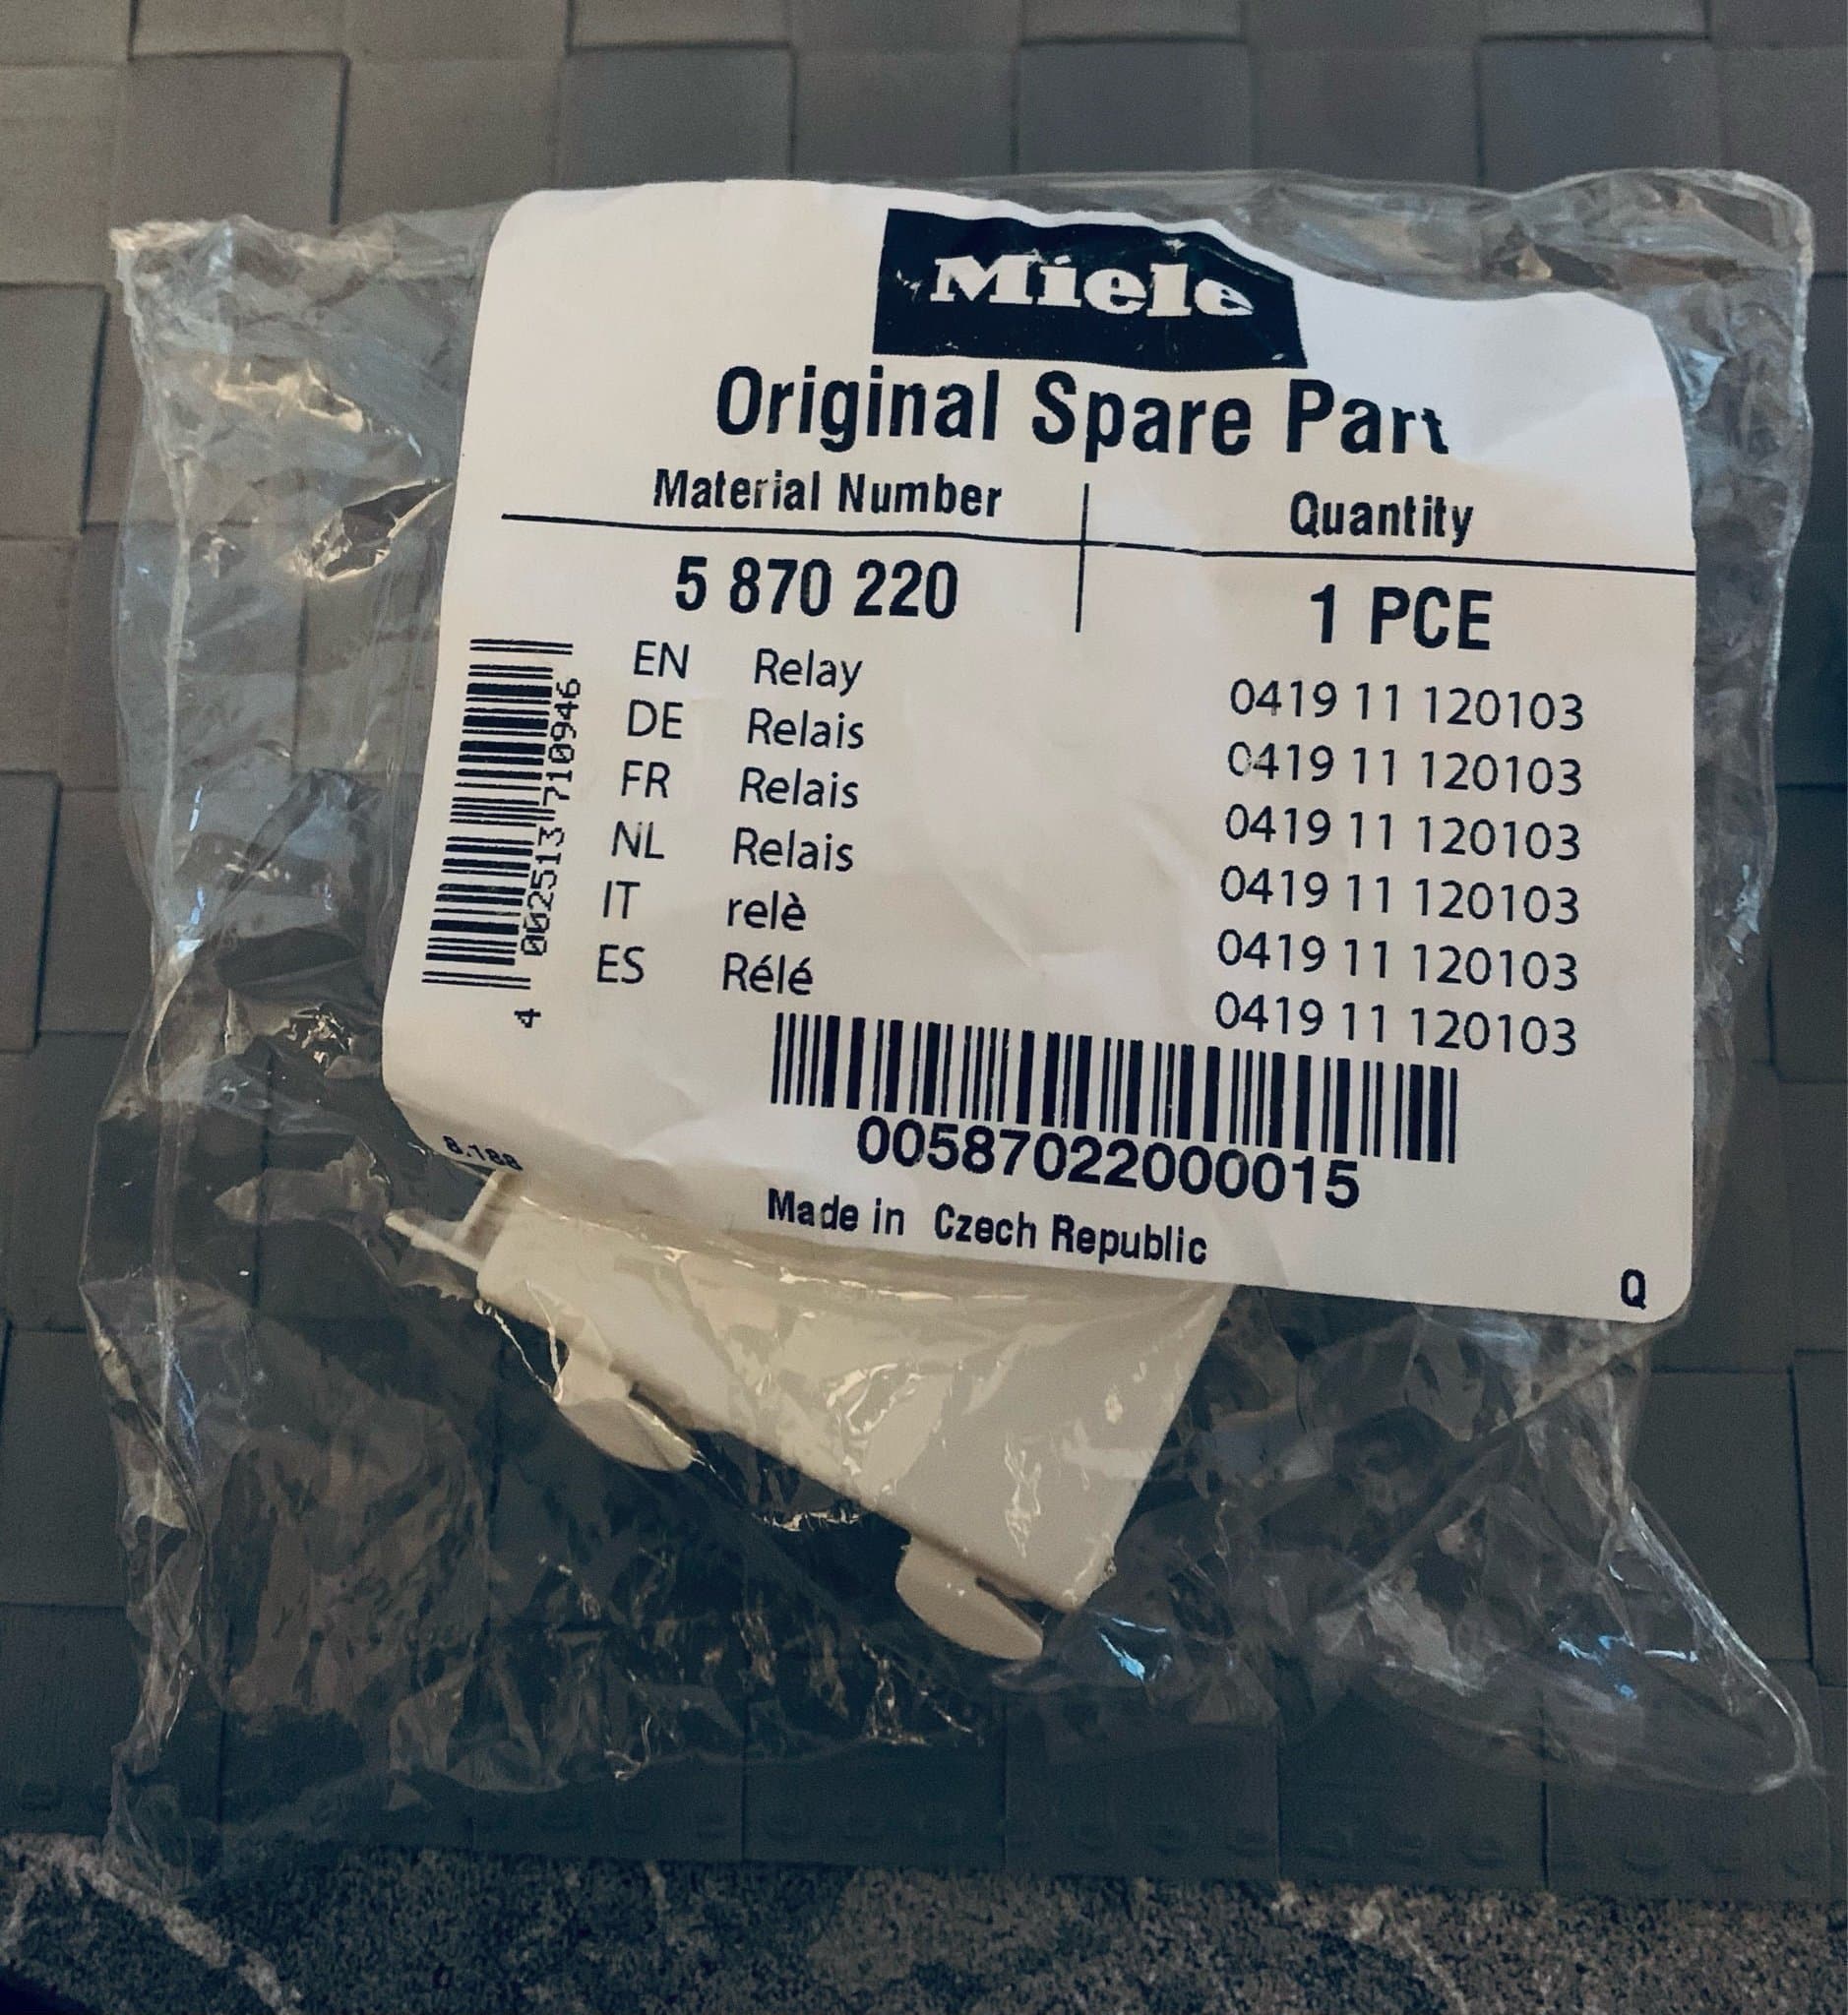 Miele
Original Spare Part
Material Number Quantity
5 870 220 1 PCE
EN Relay 0419 11 120103
DE Relais 0419 11 120103
FR Relais 0419 11 120103
NL Relais 0419 11 120103
IT relè 0419 11 120103
ES Rélé 0419 11 120103
4 002513 710946
00587022000015
8.188
Made in Czech Republic
Q